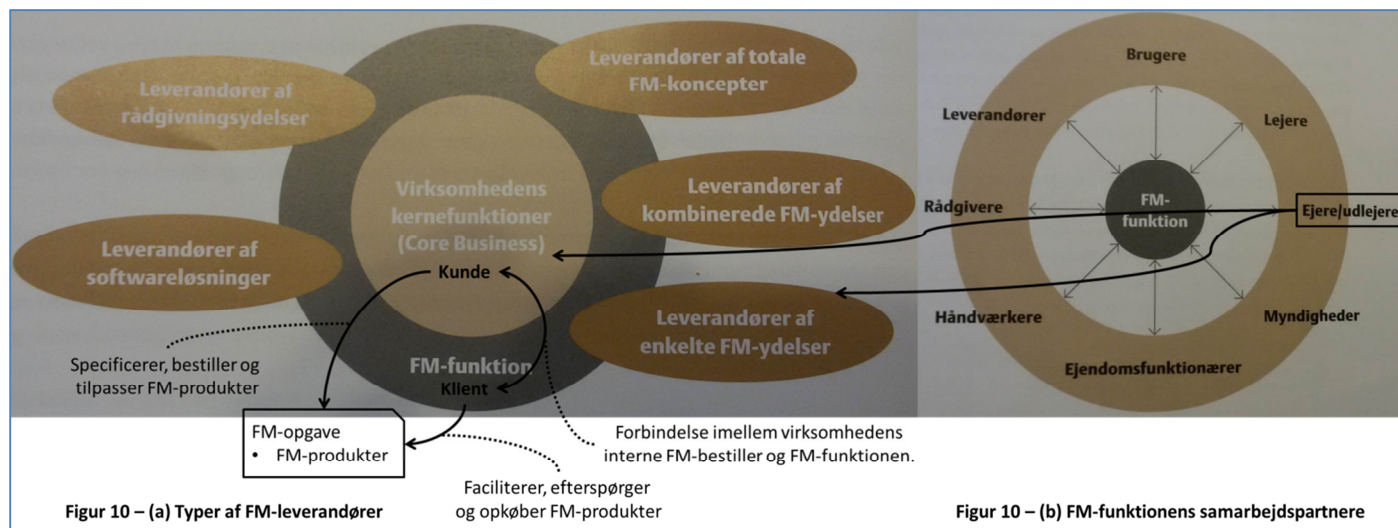 Leverandører af
rådgivningsydelser
Leverandører af totale
FM-koncepter
Virksomhedens
kernefunktioner
(Core Business)
Kunde
Leverandører af
kombinerede FM-ydelser
Leverandører af
softwareløsninger
Leverandører af
enkelte FM-ydelser
FM-funktion
Klient
Specificerer, bestiller og
tilpasser FM-produkter
FM-opgave
• FM-produkter
Forbindelse imellem virksomhedens
interne FM-bestiller og FM-funktionen.
Faciliterer, efterspørger
og opkøber FM-produkter
Figur 10 – (a) Typer af FM-leverandører
Brugere
Leverandører
Lejere
Rådgivere
FM-
funktion
Ejere/udlejere
Håndværkere
Myndigheder
Ejendomsfunktionærer
Figur 10 – (b) FM-funktionens samarbejdspartnere